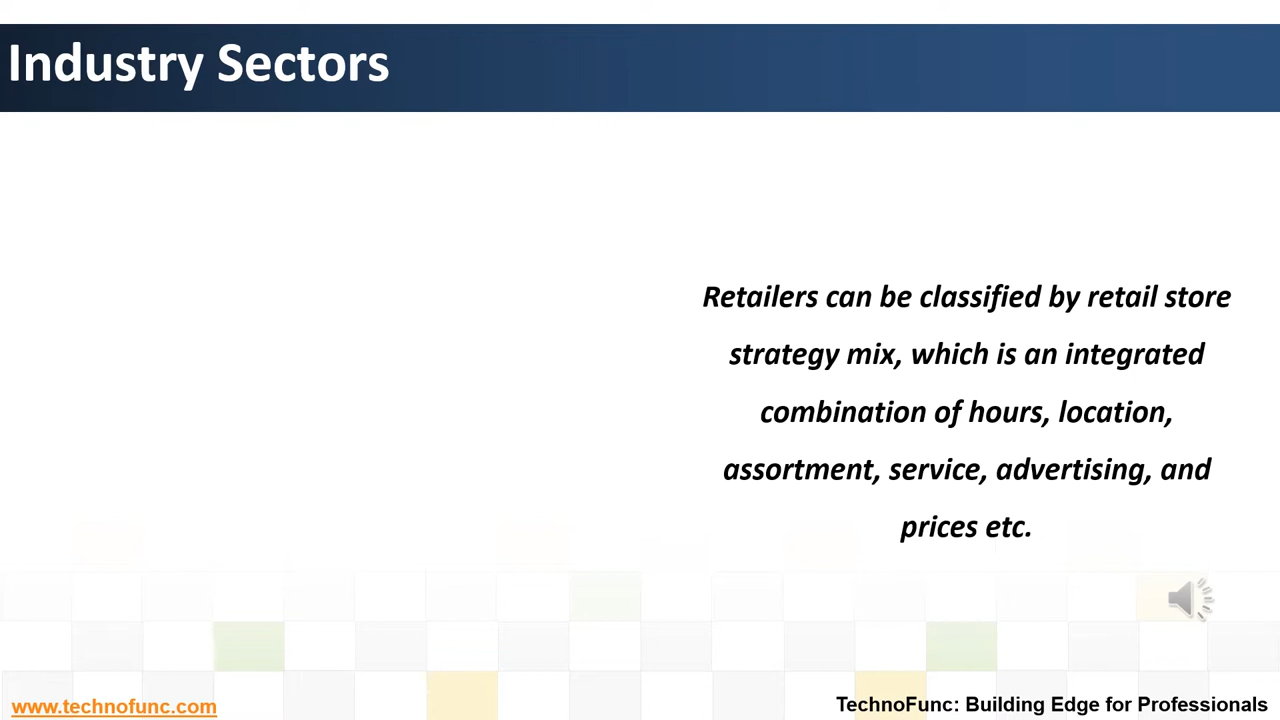 Industry Sectors
Retailers can be classified by retail store
strategy mix, which is an integrated
combination of hours, location,
assortment, service, advertising, and
prices etc.
www.technofunc.com
TechnoFunc: Building Edge for Professionals